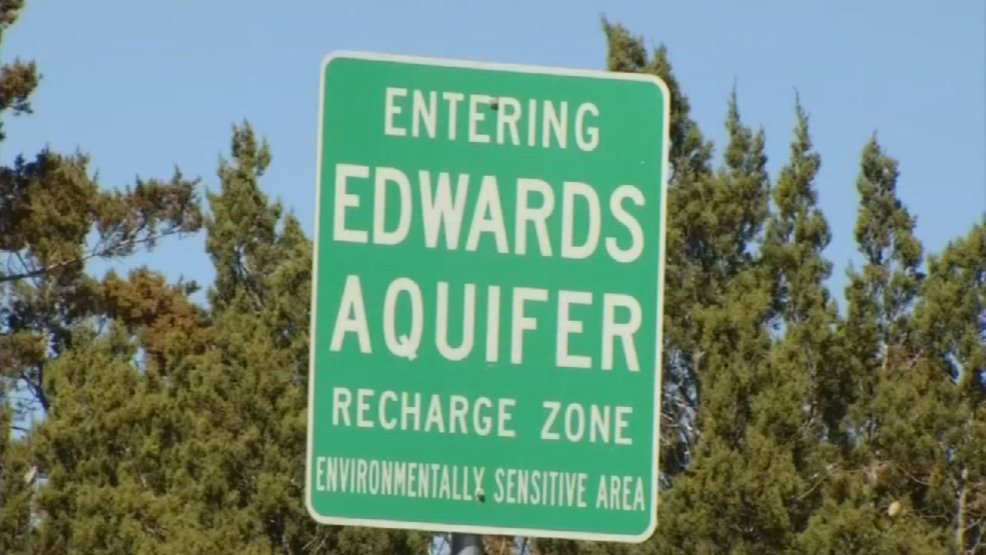 ENTERING
EDWARDS
AQUIFER
RECHARGE ZONE
ENVIRONMENTALLY SENSITIVE AREA